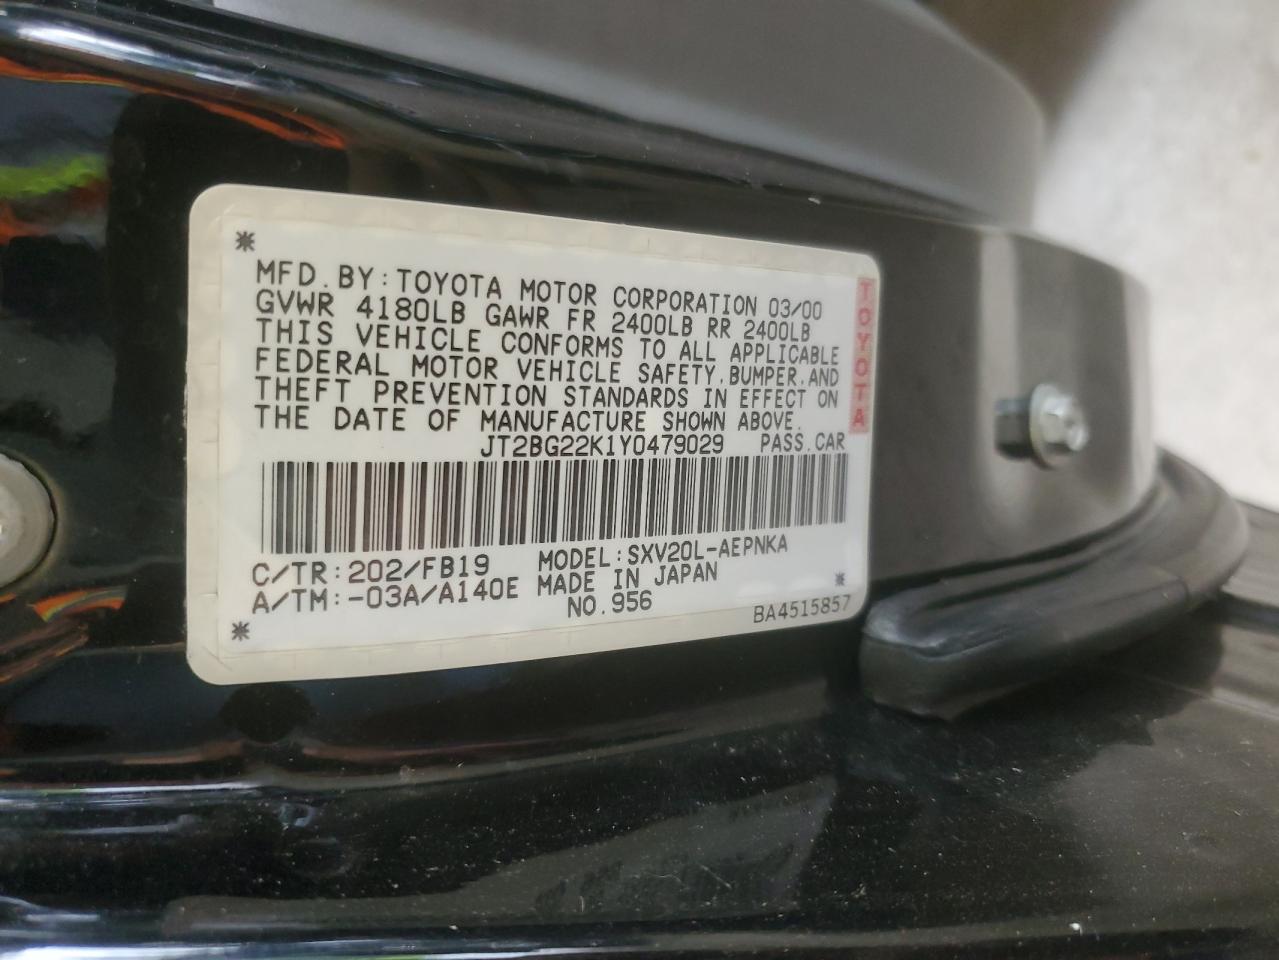 MFD. BY: TOYOTA MOTOR CORPORATION 03/00
GVWR 4180LB GAWR FR 2400LB RR 2400LB
THIS VEHICLE CONFORMS TO ALL APPLICABLE
FEDERAL MOTOR VEHICLE SAFETY, BUMPER, AND
THEFT PREVENTION STANDARDS IN EFFECT ON
THE DATE OF MANUFACTURE SHOWN ABOVE.
JT2BG22K1Y0479029 PASS. CAR
TOYOTA
C/TR: 202/FB19 MODEL: SXV20L-AEPNKA
A/TM: -03A/A140E MADE IN JAPAN
NO. 956
BA4515857